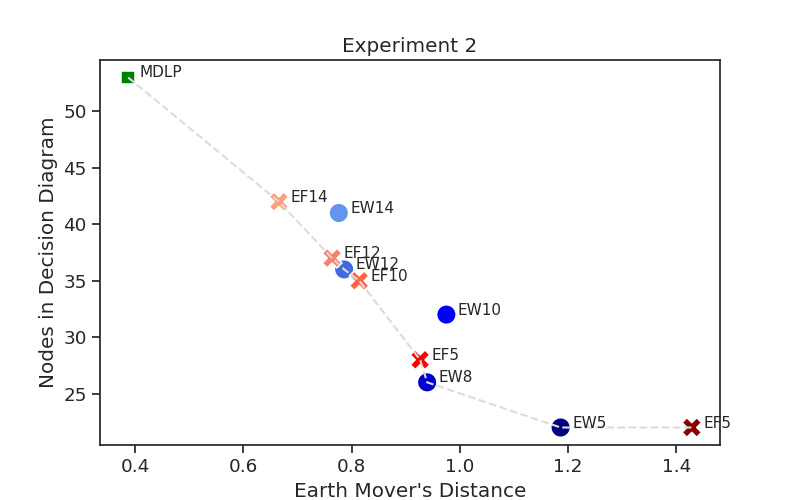 Experiment 2
Nodes in Decision Diagram
50
45
40
35
30
25
MDLP
EF14
EW14
EF12
EW12
EF10
EW10
EF5
EW8
EW5
EF5
0.4
0.6
0.8
1.0
1.2
1.4
Earth Mover's Distance